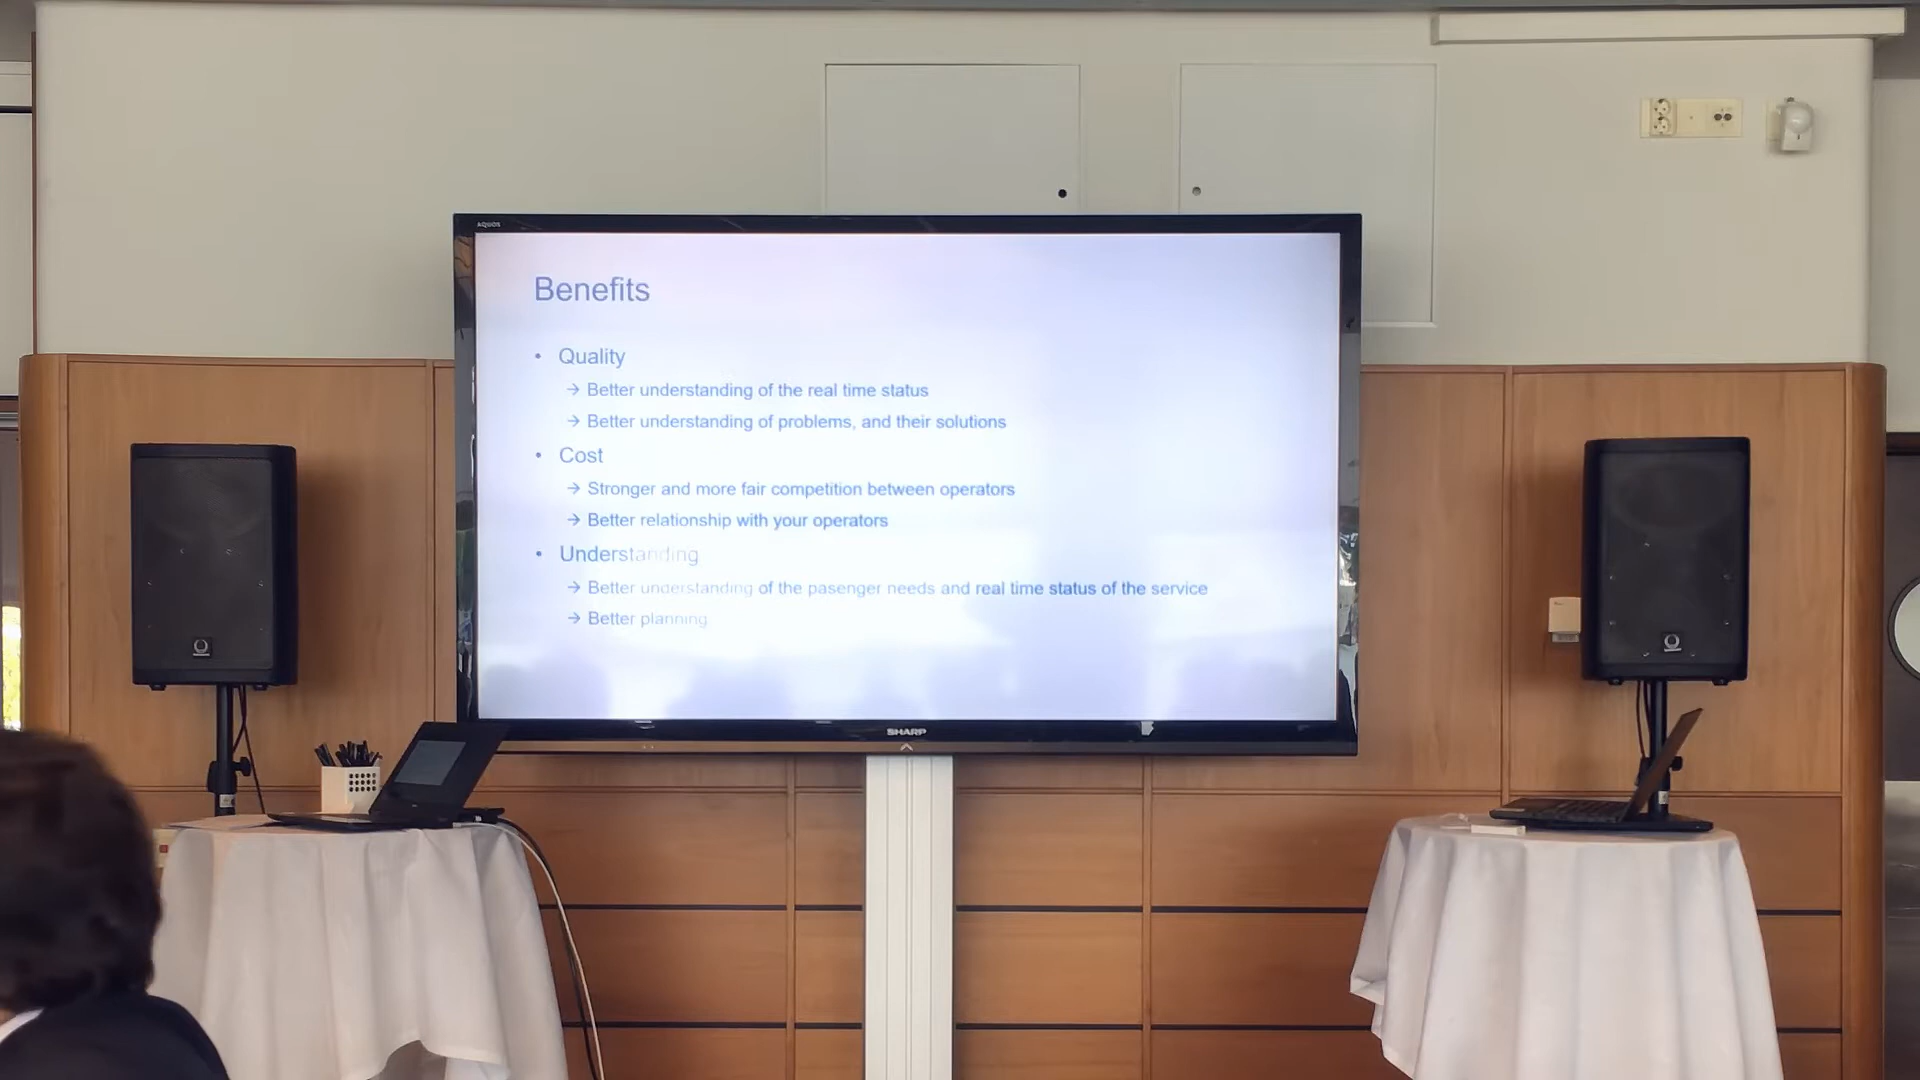 AQUOS
Benefits
• Quality
→ Better understanding of the real time status
→ Better understanding of problems, and their solutions
• Cost
→ Stronger and more fair competition between operators
→ Better relationship with your operators
• Understanding
→ Better understanding of the pasenger needs and real time status of the service
→ Better planning
SHARP